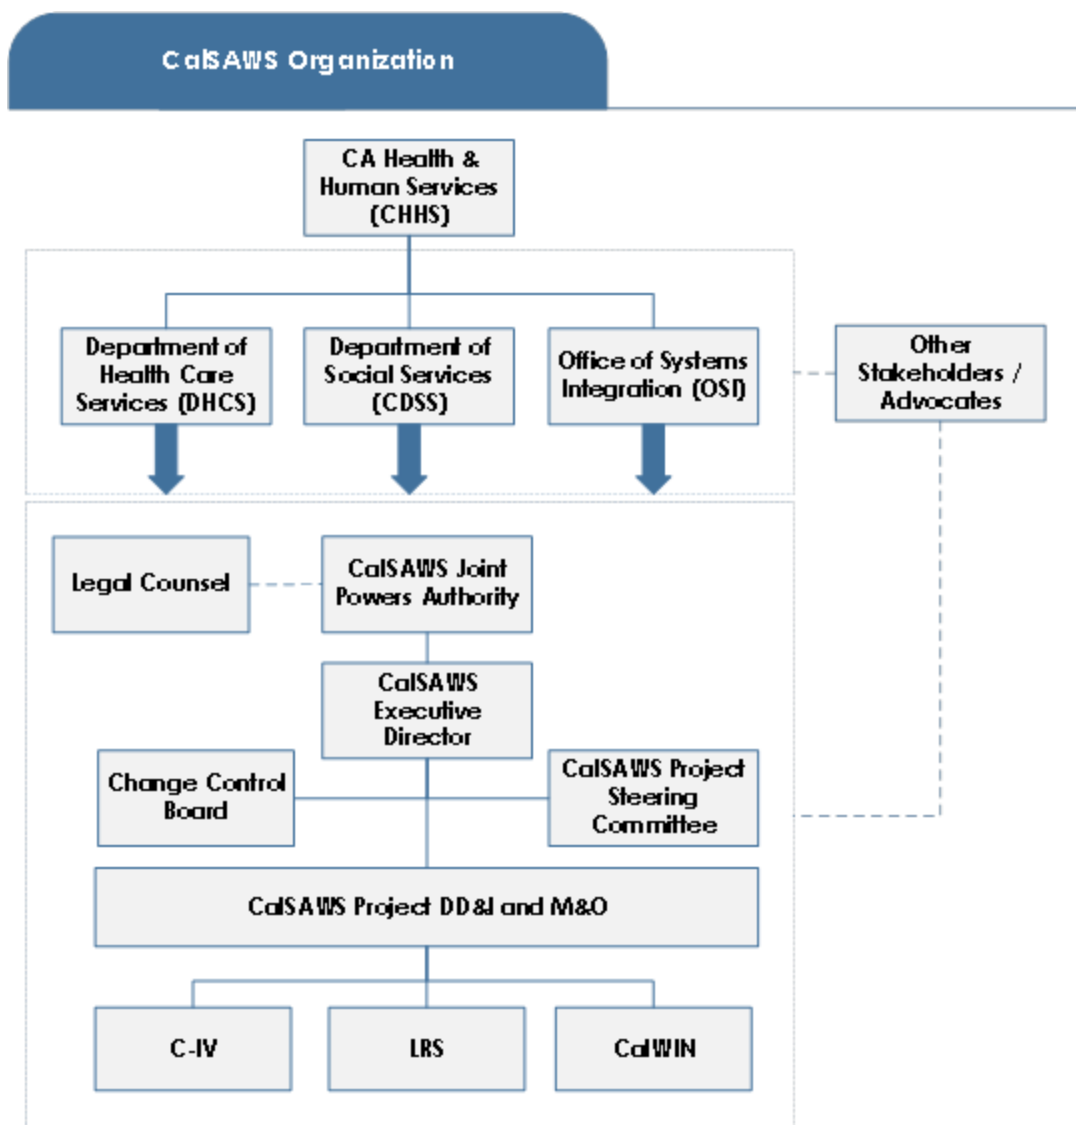 CalSAWS Organization
CA Health &
Human Services
(CHHS)
Department of
Health Care
Services (DHCS)
Department of
Social Services
(CDSS)
Office of Systems
Integration (OSI)
Other
Stakeholders /
Advocates
Legal Counsel
CalSAWS Joint
Powers Authority
CalSAWS
Executive
Director
Change Control
Board
CalSAWS Project
Steering
Committee
CalSAWS Project DD&I and M&O
C-IV
LRS
CalWIN